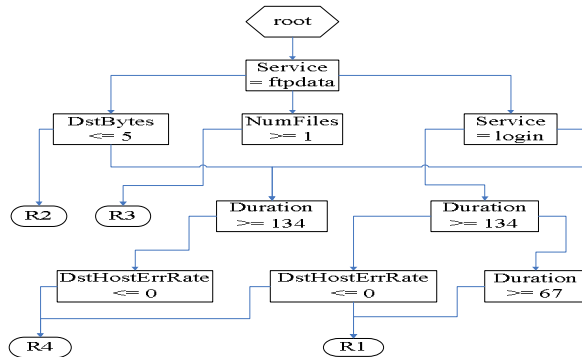 root
Service
= ftpdata
DstBytes
<= 5
NumFiles
>= 1
Service
= login
R2
R3
Duration
>= 134
Duration
>= 134
DstHostErrRate
<= 0
DstHostErrRate
<= 0
Duration
>= 67
R4
R1